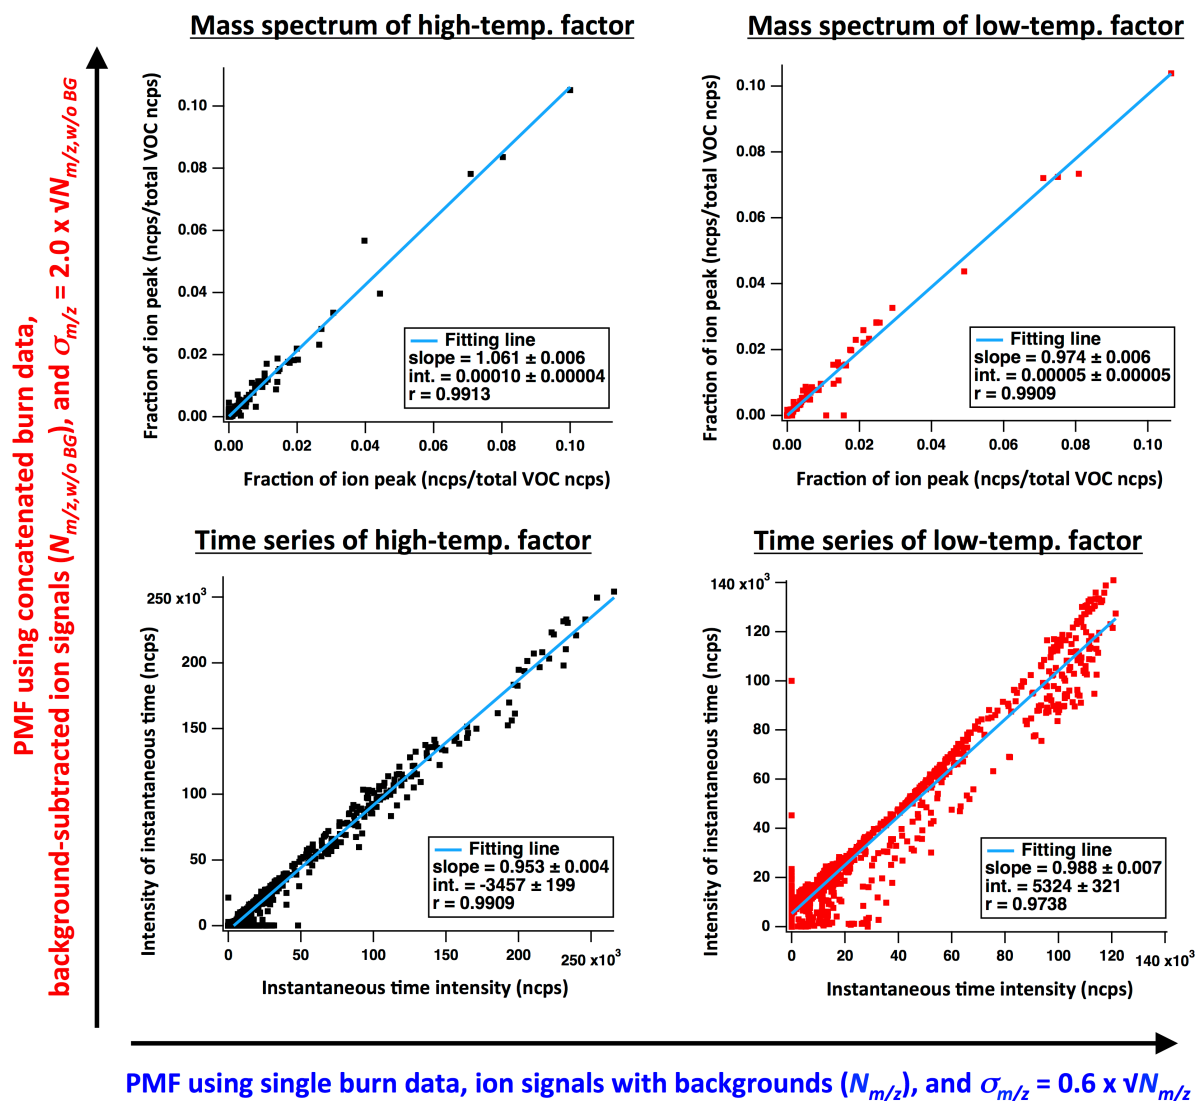 Mass spectrum of high-temp. factor
Fraction of ion peak (ncps/total VOC ncps)
0.10
0.08
0.06
0.04
0.02
0.00
0.00 0.02 0.04 0.06 0.08 0.10
Fraction of ion peak (ncps/total VOC ncps)
Fitting line
slope = 1.061 ± 0.006
int. = 0.00010 ± 0.00004
r = 0.9913
Mass spectrum of low-temp. factor
Fraction of ion peak (ncps/total VOC ncps)
0.10
0.08
0.06
0.04
0.02
0.00
0.00 0.02 0.04 0.06 0.08 0.10
Fraction of ion peak (ncps/total VOC ncps)
Fitting line
slope = 0.974 ± 0.006
int. = 0.00005 ± 0.00005
r = 0.9909
Time series of high-temp. factor
Intensity of instantaneous time (ncps)
250 x10³
200
150
100
50
0
0 50 100 150 200 250 x10³
Instantaneous time intensity (ncps)
Fitting line
slope = 0.953 ± 0.004
int. = -3457 ± 199
r = 0.9909
Time series of low-temp. factor
Intensity of instantaneous time (ncps)
140 x10³
120
100
80
60
40
20
0
0 20 40 60 80 100 120 140 x10³
Instantaneous time intensity (ncps)
Fitting line
slope = 0.988 ± 0.007
int. = 5324 ± 321
r = 0.9738
PMF using concatenated burn data,
background-subtracted ion signals (Nm/z,w/o BG), and σm/z = 2.0 x √Nm/z,w/o BG
PMF using single burn data, ion signals with backgrounds (Nm/z), and σm/z = 0.6 x √Nm/z